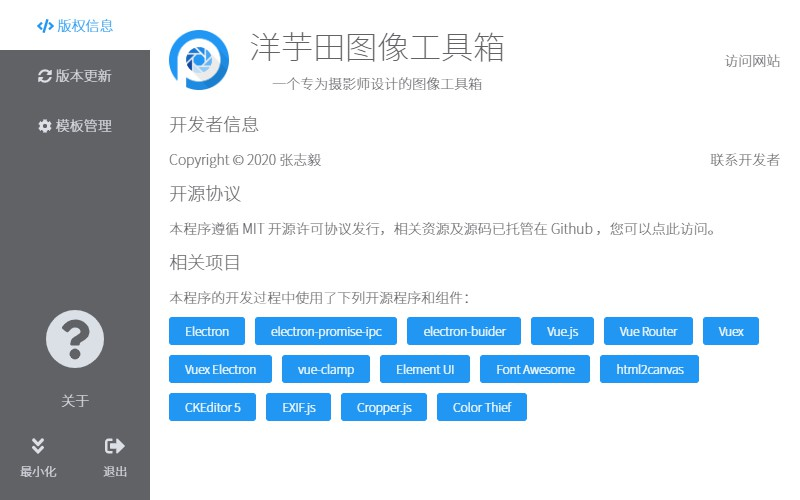 版权信息
版本更新
模板管理
关于
最小化
退出
洋芋田图像工具箱
一个专为摄影师设计的图像工具箱
访问网站
开发者信息
Copyright © 2020 张志毅
联系开发者
开源协议
本程序遵循 MIT 开源许可协议发行，相关资源及源码已托管在 Github ，您可以点此访问。
相关项目
本程序的开发过程中使用了下列开源程序和组件：
Electron electron-promise-ipc electron-buider Vue.js Vue Router Vuex
Vuex Electron vue-clamp Element UI Font Awesome html2canvas
CKEditor 5 EXIF.js Cropper.js Color Thief